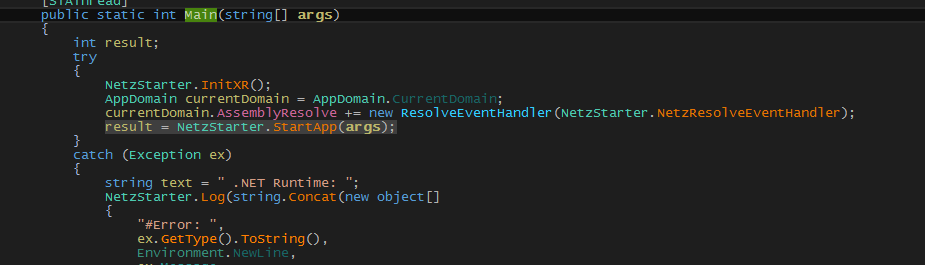 [STAThread]
public static int Main(string[] args)
{
int result;
try
{
NetzStarter.InitXR();
AppDomain currentDomain = AppDomain.CurrentDomain;
currentDomain.AssemblyResolve += new ResolveEventHandler(NetzStarter.NetzResolveEventHandler);
result = NetzStarter.StartApp(args);
}
catch (Exception ex)
{
string text = " .NET Runtime: ";
NetzStarter.Log(string.Concat(new object[]
{
"#Error: ",
ex.GetType().ToString(),
Environment.NewLine,